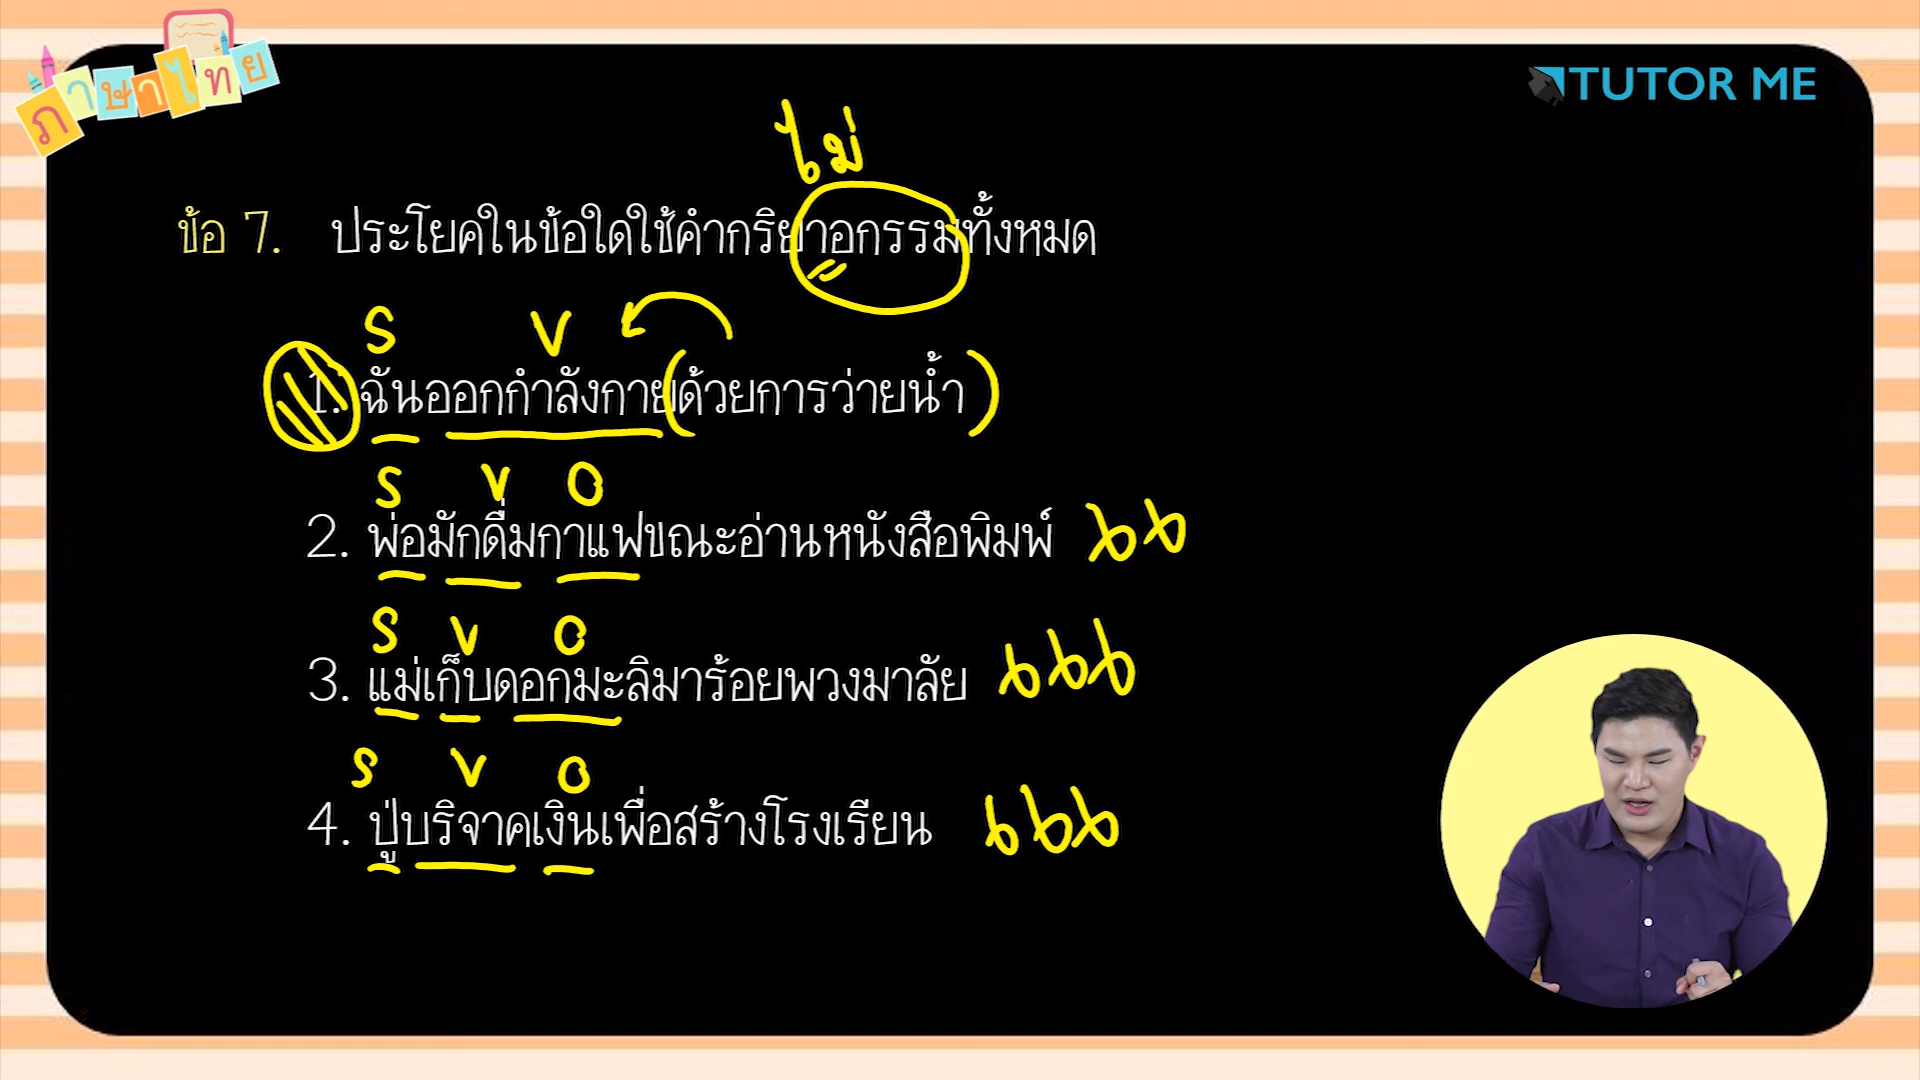 ภาษาไทย
TUTOR ME
ไม่
ข้อ 7. ประโยคในข้อใดใช้คำกริยาอกรรมทั้งหมด
S V
1. ฉันออกกำลังกาย(ด้วยการว่ายน้ำ)
S V O
2. พ่อมักดื่มกาแฟขณะอ่านหนังสือพิมพ์
S V O
3. แม่เก็บดอกมะลิมาร้อยพวงมาลัย
S V O
4. ปู่บริจาคเงินเพื่อสร้างโรงเรียน